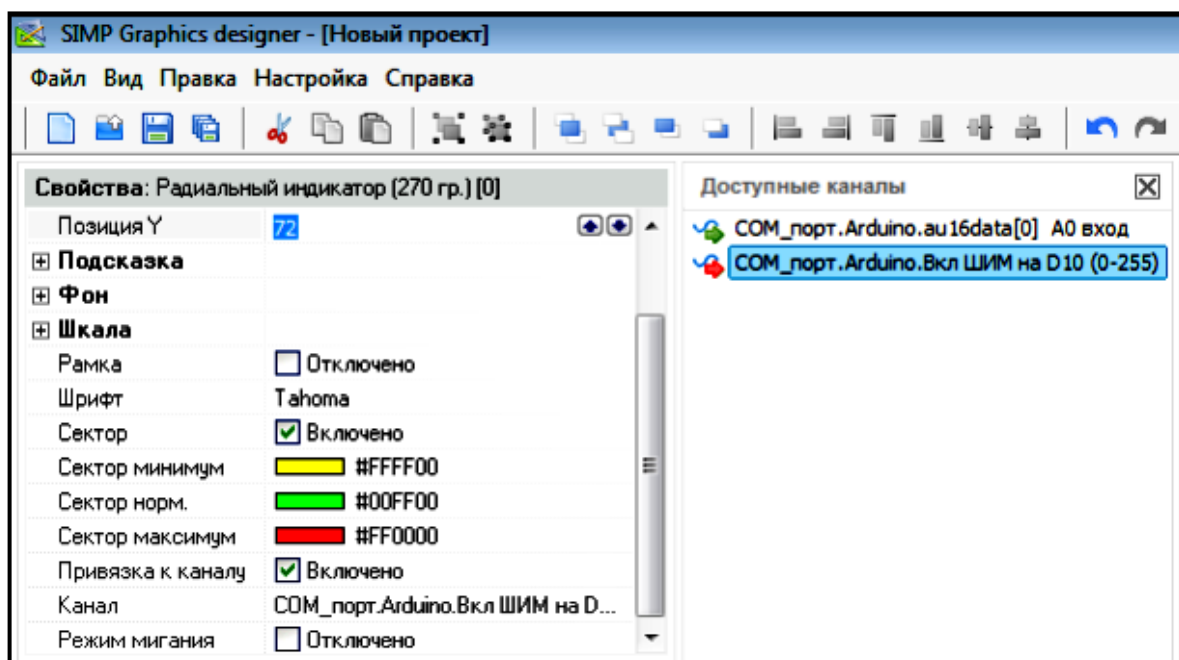 SIMP Graphics designer - [Новый проект]
Файл Вид Правка Настройка Справка
Свойства: Радиальный индикатор (270 гр.) [0]
Позиция Y 72
Подсказка
Фон
Шкала
Рамка Отключено
Шрифт Tahoma
Сектор Включено
Сектор минимум #FFFF00
Сектор норм. #00FF00
Сектор максимум #FF0000
Привязка к каналу Включено
Канал COM_порт.Arduino.Вкл ШИМ на D...
Режим мигания Отключено
Доступные каналы
COM_порт.Arduino.au16data[0] A0 вход
COM_порт.Arduino.Вкл ШИМ на D10 (0-255)